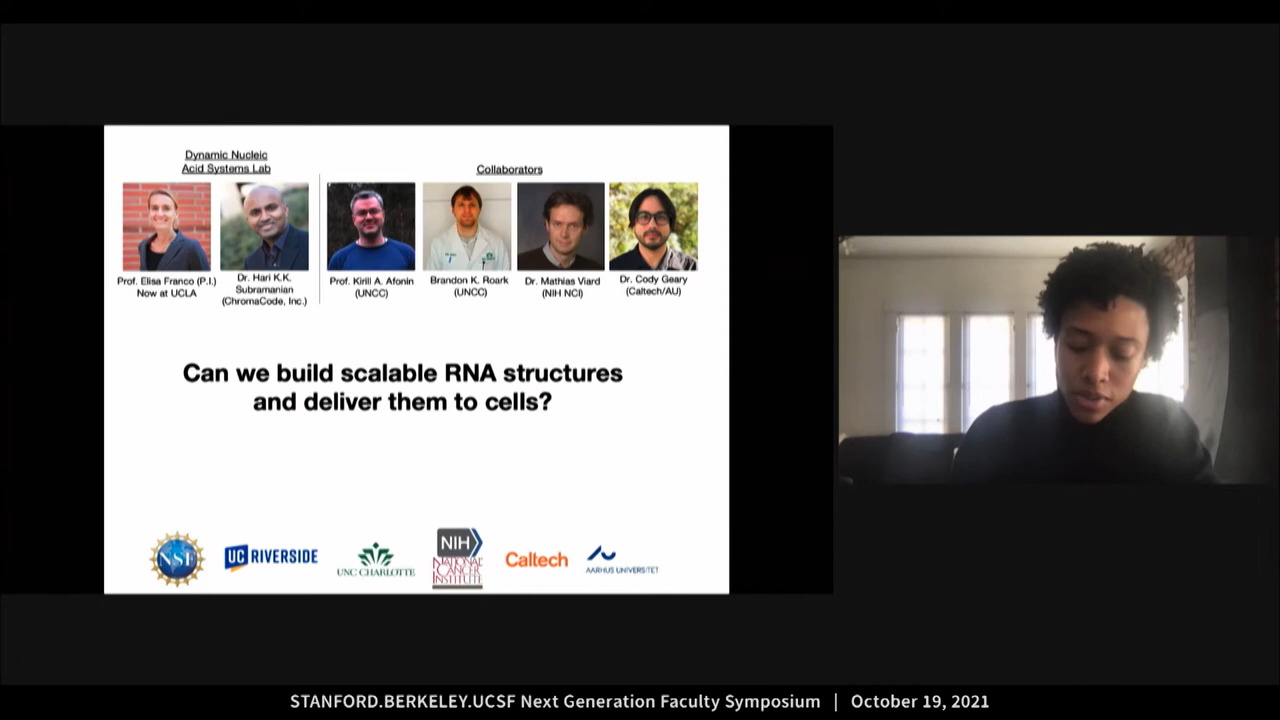 Dynamic Nucleic
Acid Systems Lab
Collaborators
Prof. Elisa Franco (P.I.)
Now at UCLA
Dr. Hari K.K.
Subramanian
(ChromaCode, Inc.)
Prof. Kirill A. Afonin
(UNCC)
Brandon K. Roark
(UNCC)
Dr. Mathias Viard
(NIH NCI)
Dr. Cody Geary
(Caltech/AU)
Can we build scalable RNA structures
and deliver them to cells?
NSF
UC RIVERSIDE
UNC CHARLOTTE
NIH
NATIONAL
CANCER
INSTITUTE
Caltech
AARHUS UNIVERSITET
STANFORD.BERKELEY.UCSF Next Generation Faculty Symposium | October 19, 2021